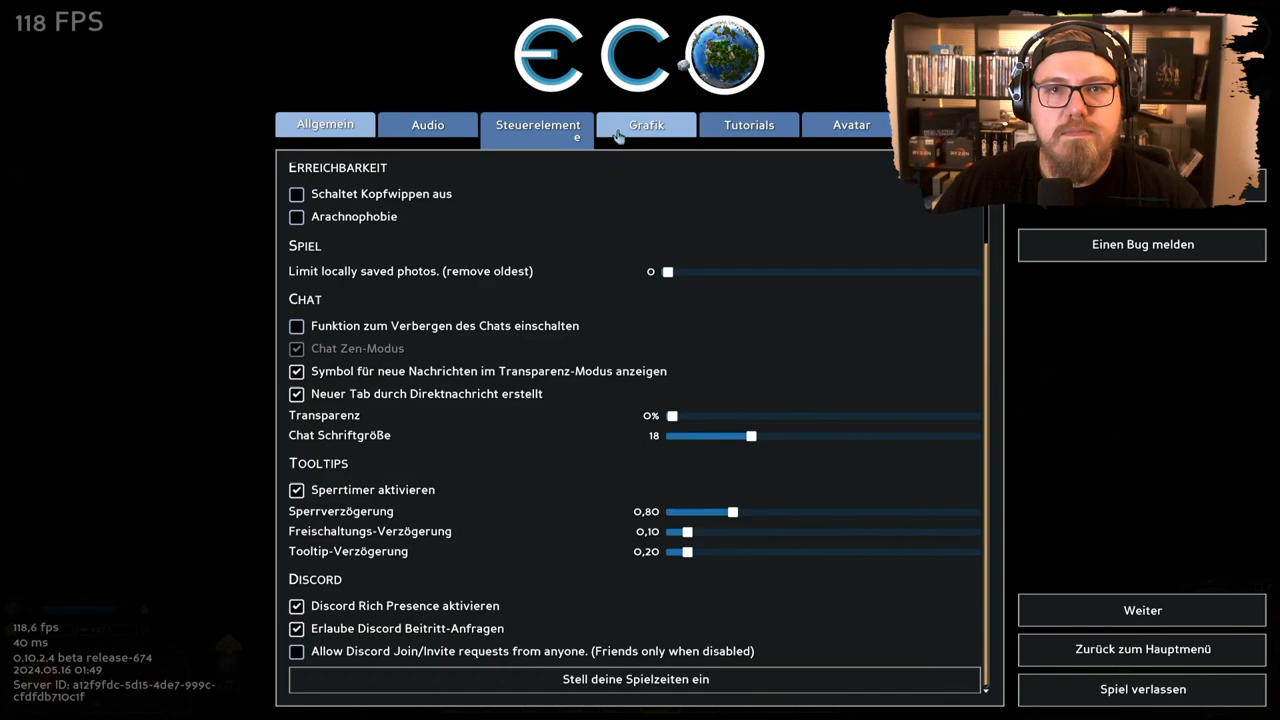 118 FPS
ECO
Allgemein
Audio
Steuerelement
e
Grafik
Tutorials
Avatar
ERREICHBARKEIT
Schaltet Kopfwippen aus
Arachnophobie
SPIEL
Limit locally saved photos. (remove oldest)
0
CHAT
Funktion zum Verbergen des Chats einschalten
Chat Zen-Modus
Symbol für neue Nachrichten im Transparenz-Modus anzeigen
Neuer Tab durch Direktnachricht erstellt
Transparenz
0%
Chat Schriftgröße
18
TOOLTIPS
Sperrtimer aktivieren
Sperrverzögerung
0,80
Freischaltungs-Verzögerung
0,10
Tooltip-Verzögerung
0,20
DISCORD
Discord Rich Presence aktivieren
Erlaube Discord Beitritt-Anfragen
Allow Discord Join/Invite requests from anyone. (Friends only when disabled)
Stell deine Spielzeiten ein
Einen Bug melden
Weiter
Zurück zum Hauptmenü
Spiel verlassen
118,6 fps
40 ms
0.10.2.4 beta release-674
2024.05.16 01:49
Server ID: a12f9fdc-5d15-4de7-999c-
cfdfdb710c1f